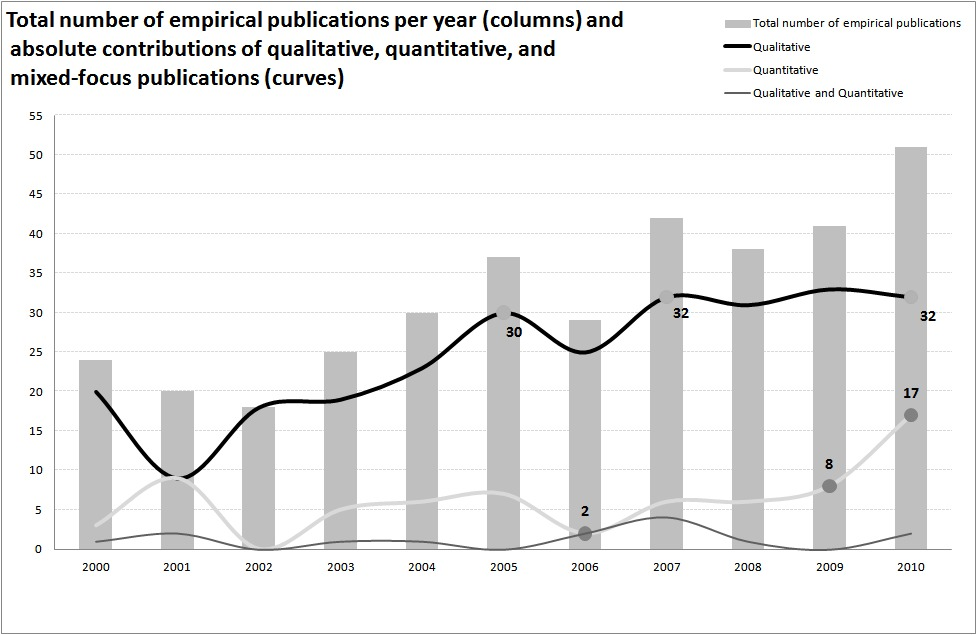 Total number of empirical publications per year (columns) and
absolute contributions of qualitative, quantitative, and
mixed-focus publications (curves)
Total number of empirical publications
Qualitative
Quantitative
Qualitative and Quantitative
55
50
45
40
35
30
25
20
15
10
5
0
30
32
32
17
8
2
2000 2001 2002 2003 2004 2005 2006 2007 2008 2009 2010